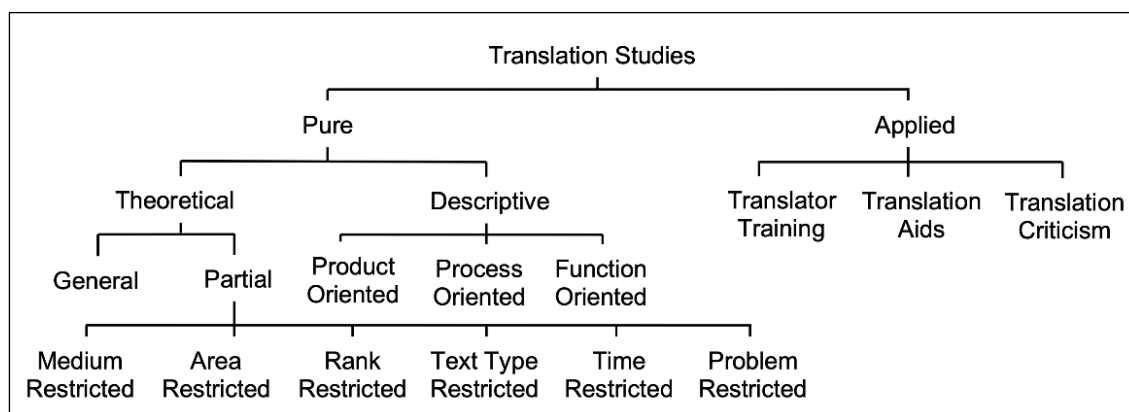 Translation Studies
Pure
Applied
Theoretical
Descriptive
Translator
Training
Translation
Aids
Translation
Criticism
General
Partial
Product
Oriented
Process
Oriented
Function
Oriented
Medium
Restricted
Area
Restricted
Rank
Restricted
Text Type
Restricted
Time
Restricted
Problem
Restricted